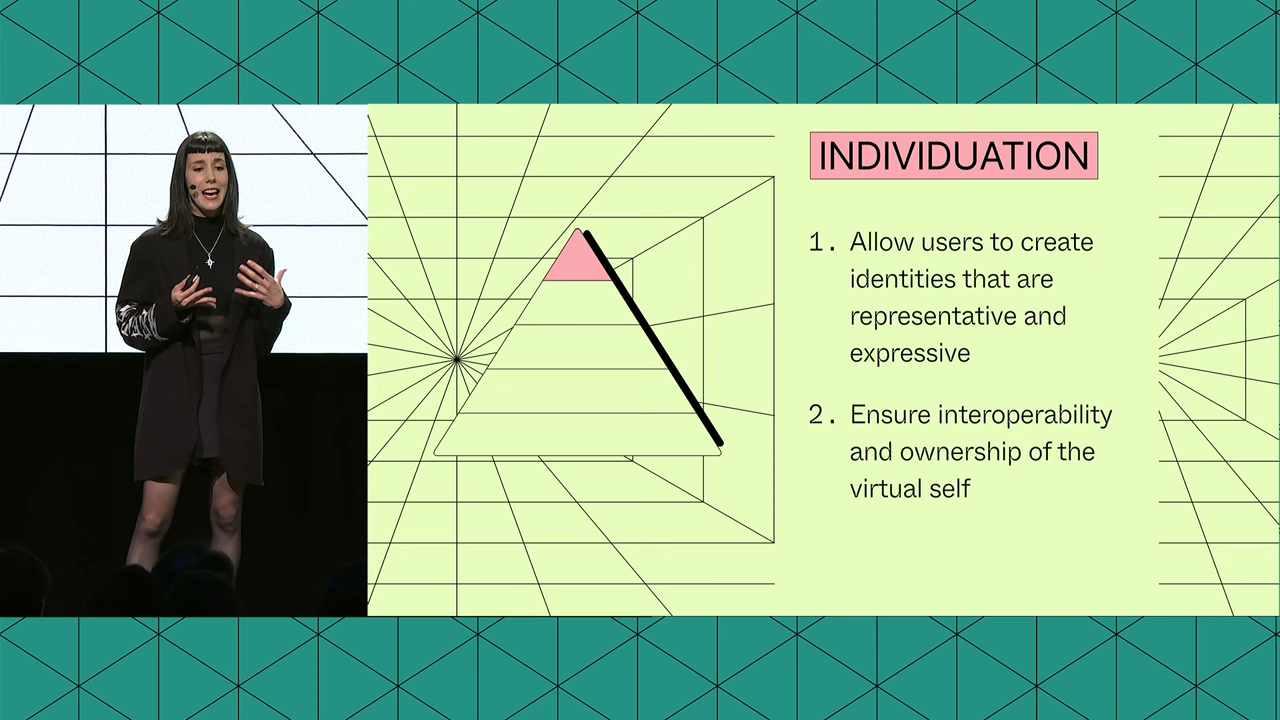 INDIVIDUATION
1. Allow users to create
identities that are
representative and
expressive
2. Ensure interoperability
and ownership of the
virtual self